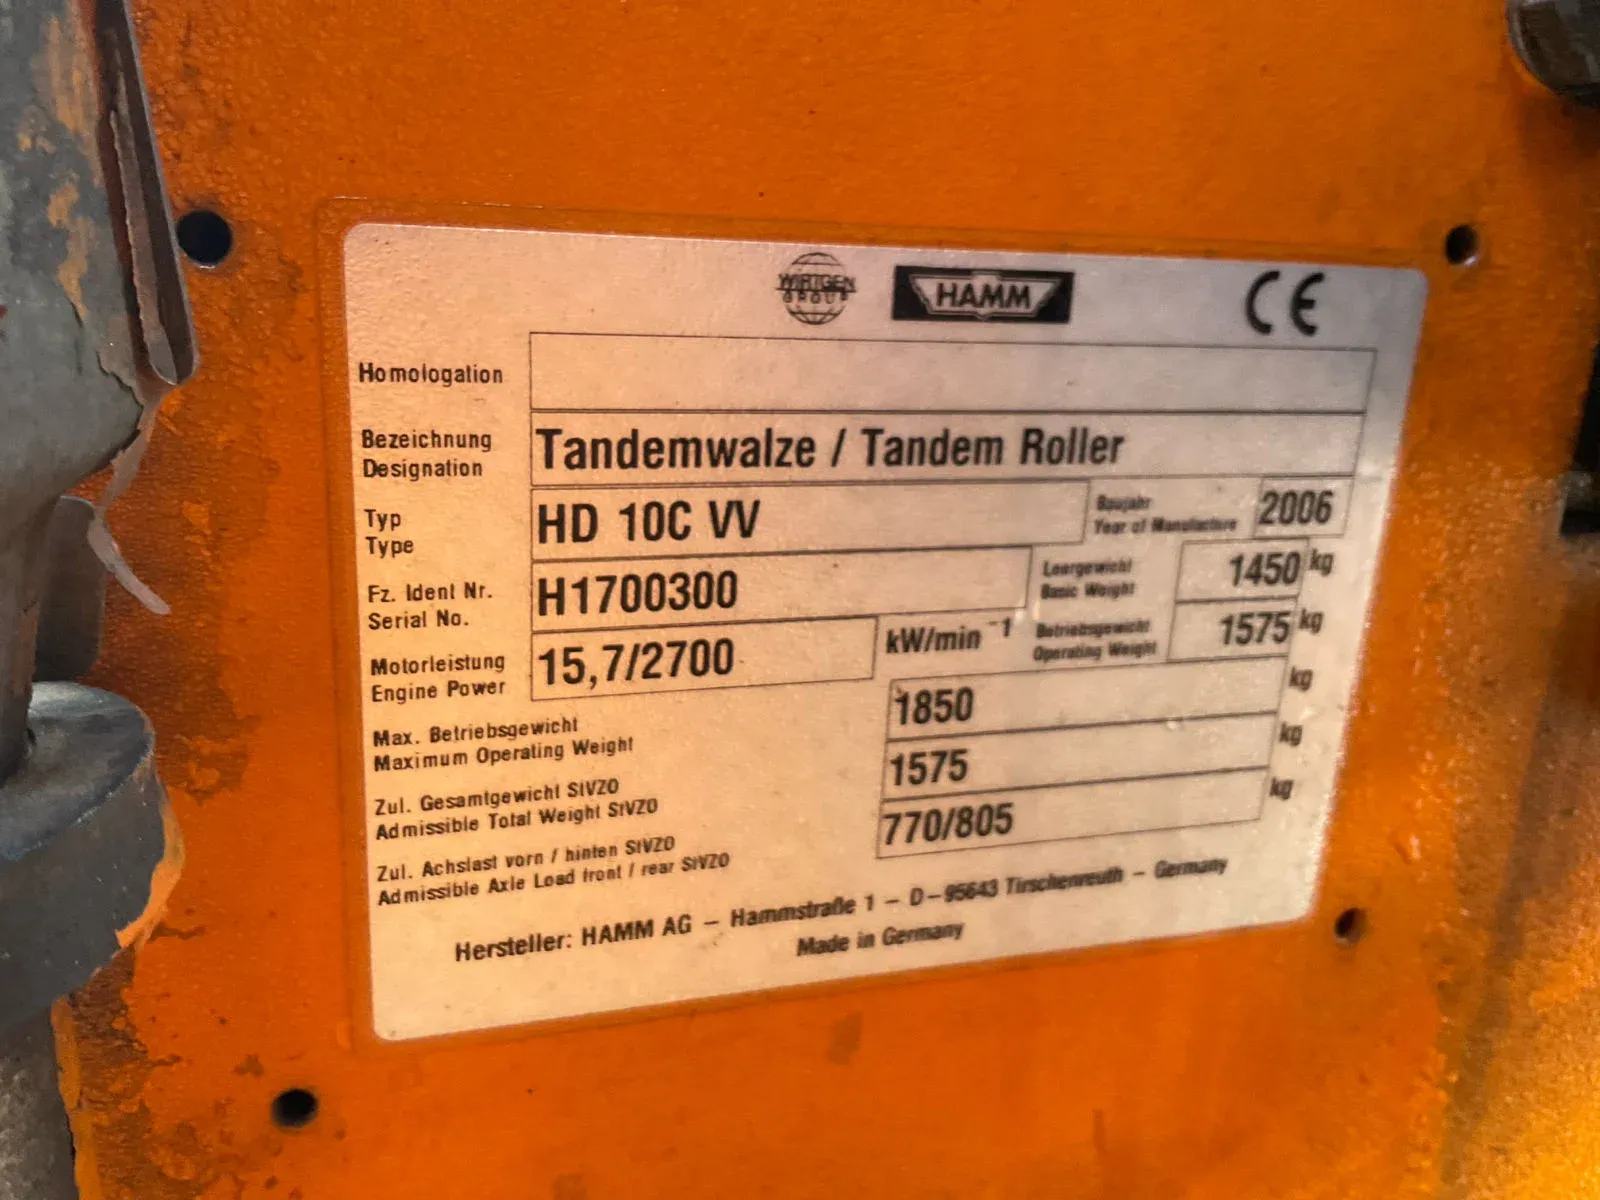 WIRTGEN
GROUP
HAMM
CE
Homologation
Bezeichnung
Designation
Tandemwalze / Tandem Roller
Typ
Type
HD 10C VV
Baujahr
Year of Manufacture
2006
Fz. Ident Nr.
Serial No.
H1700300
Leergewicht
Basic Weight
1450 kg
Motorleistung
Engine Power
15,7/2700
kW/min⁻¹
Betriebsgewicht
Operating Weight
1575 kg
Max. Betriebsgewicht
Maximum Operating Weight
1850 kg
Zul. Gesamtgewicht StVZO
Admissible Total Weight StVZO
1575 kg
Zul. Achslast vorn / hinten StVZO
Admissible Axle Load front / rear StVZO
770/805 kg
Hersteller: HAMM AG – Hammstraße 1 – D–95643 Tirschenreuth – Germany
Made in Germany